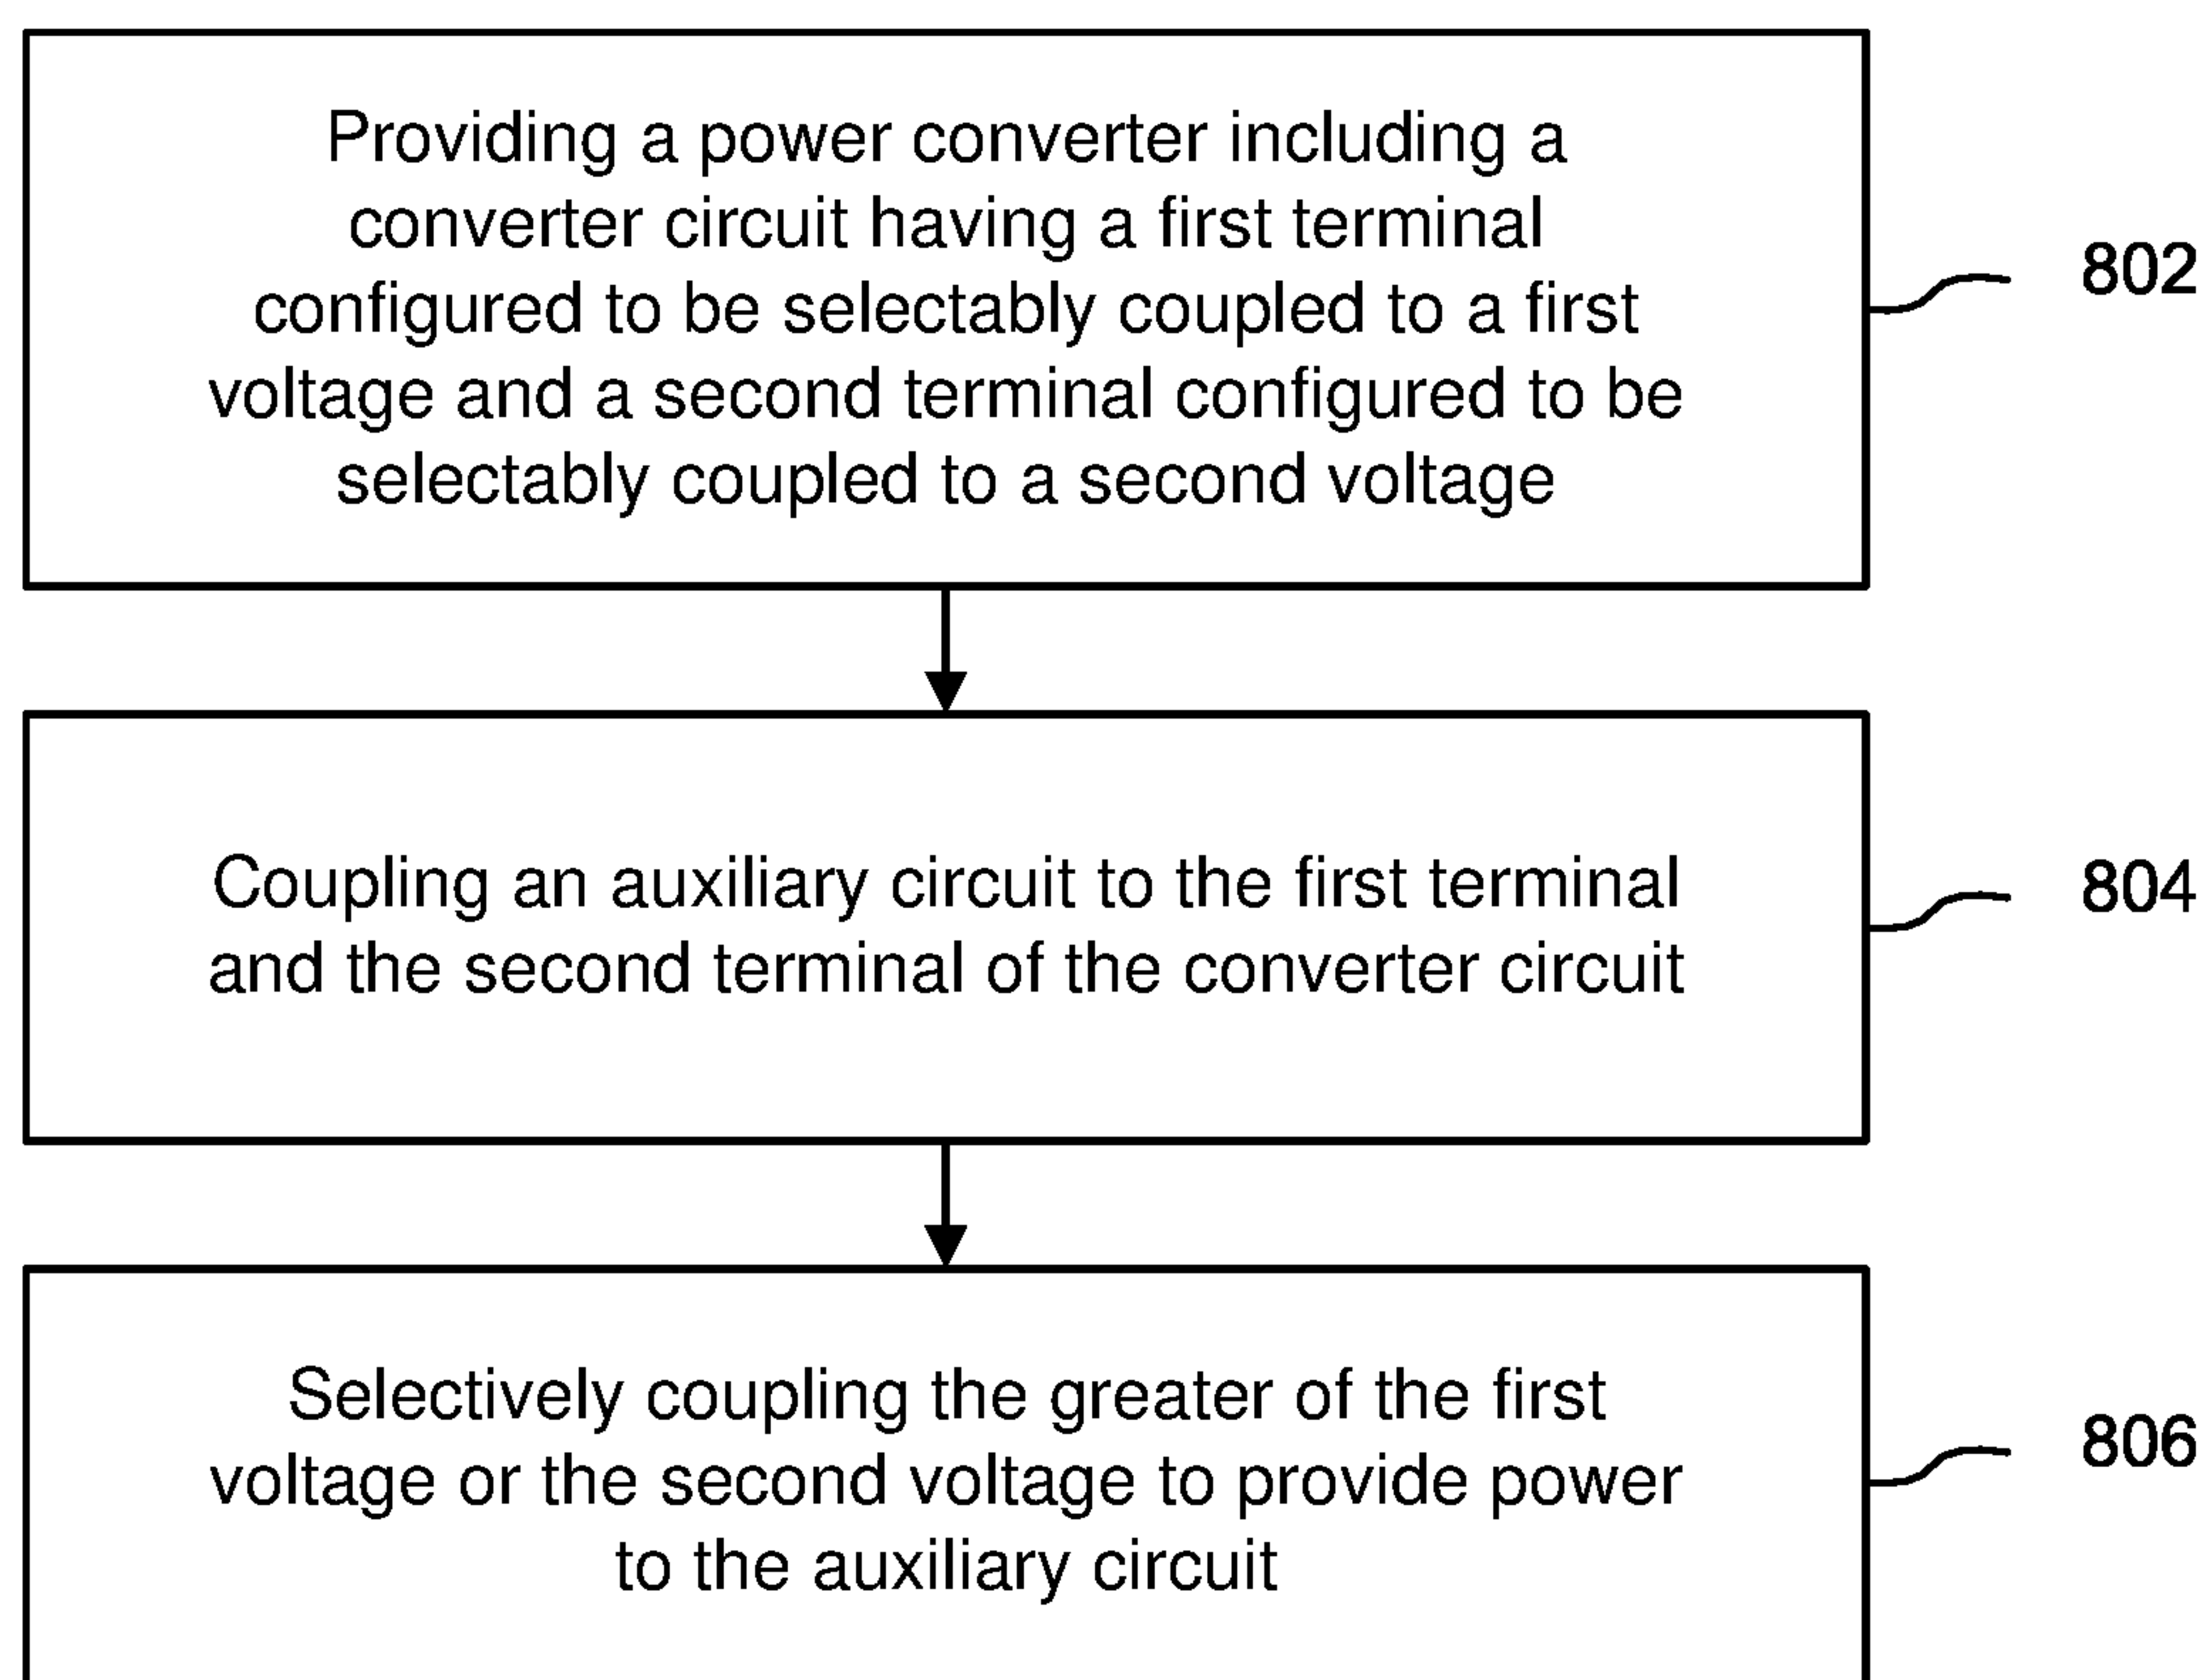 Providing a power converter including a
converter circuit having a first terminal
configured to be selectably coupled to a first
voltage and a second terminal configured to be
selectably coupled to a second voltage
802
Coupling an auxiliary circuit to the first terminal
and the second terminal of the converter circuit
804
Selectively coupling the greater of the first
voltage or the second voltage to provide power
to the auxiliary circuit
806